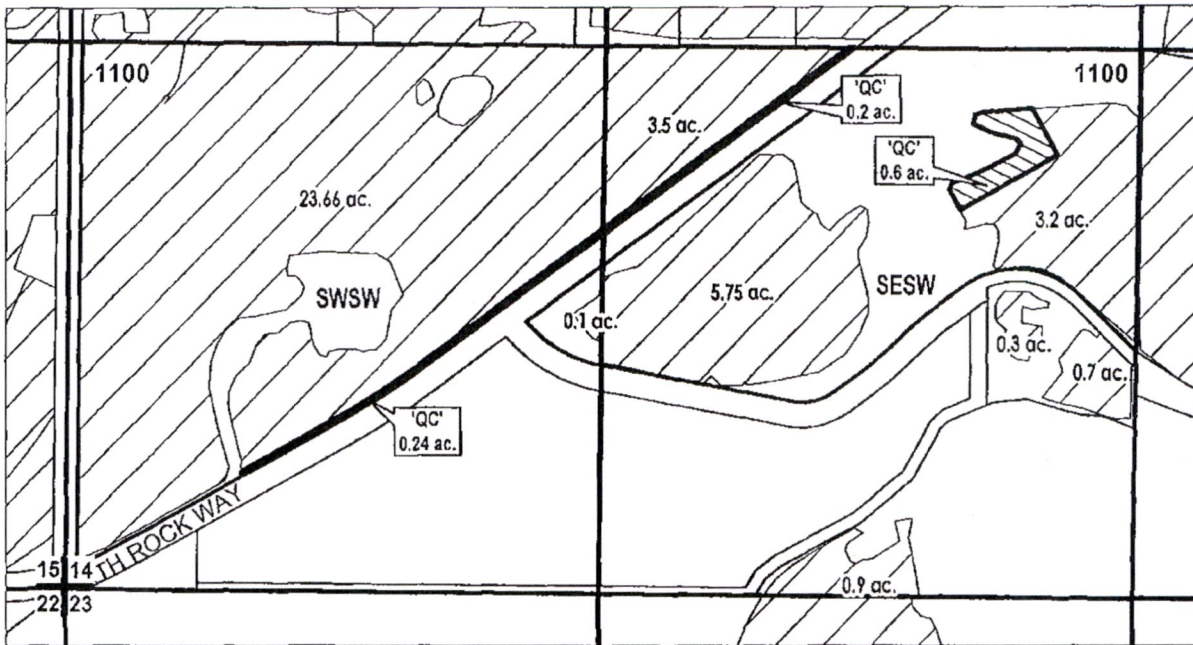 1100
1100
'QC'
0.2 ac.
3.5 ac.
'QC'
0.6 ac.
23.66 ac.
3.2 ac.
SWSW
5.75 ac.
SESW
0.1 ac.
0.3 ac.
0.7 ac.
'QC'
0.24 ac.
TH ROCK WAY
15 14
22 23
0.9 ac.